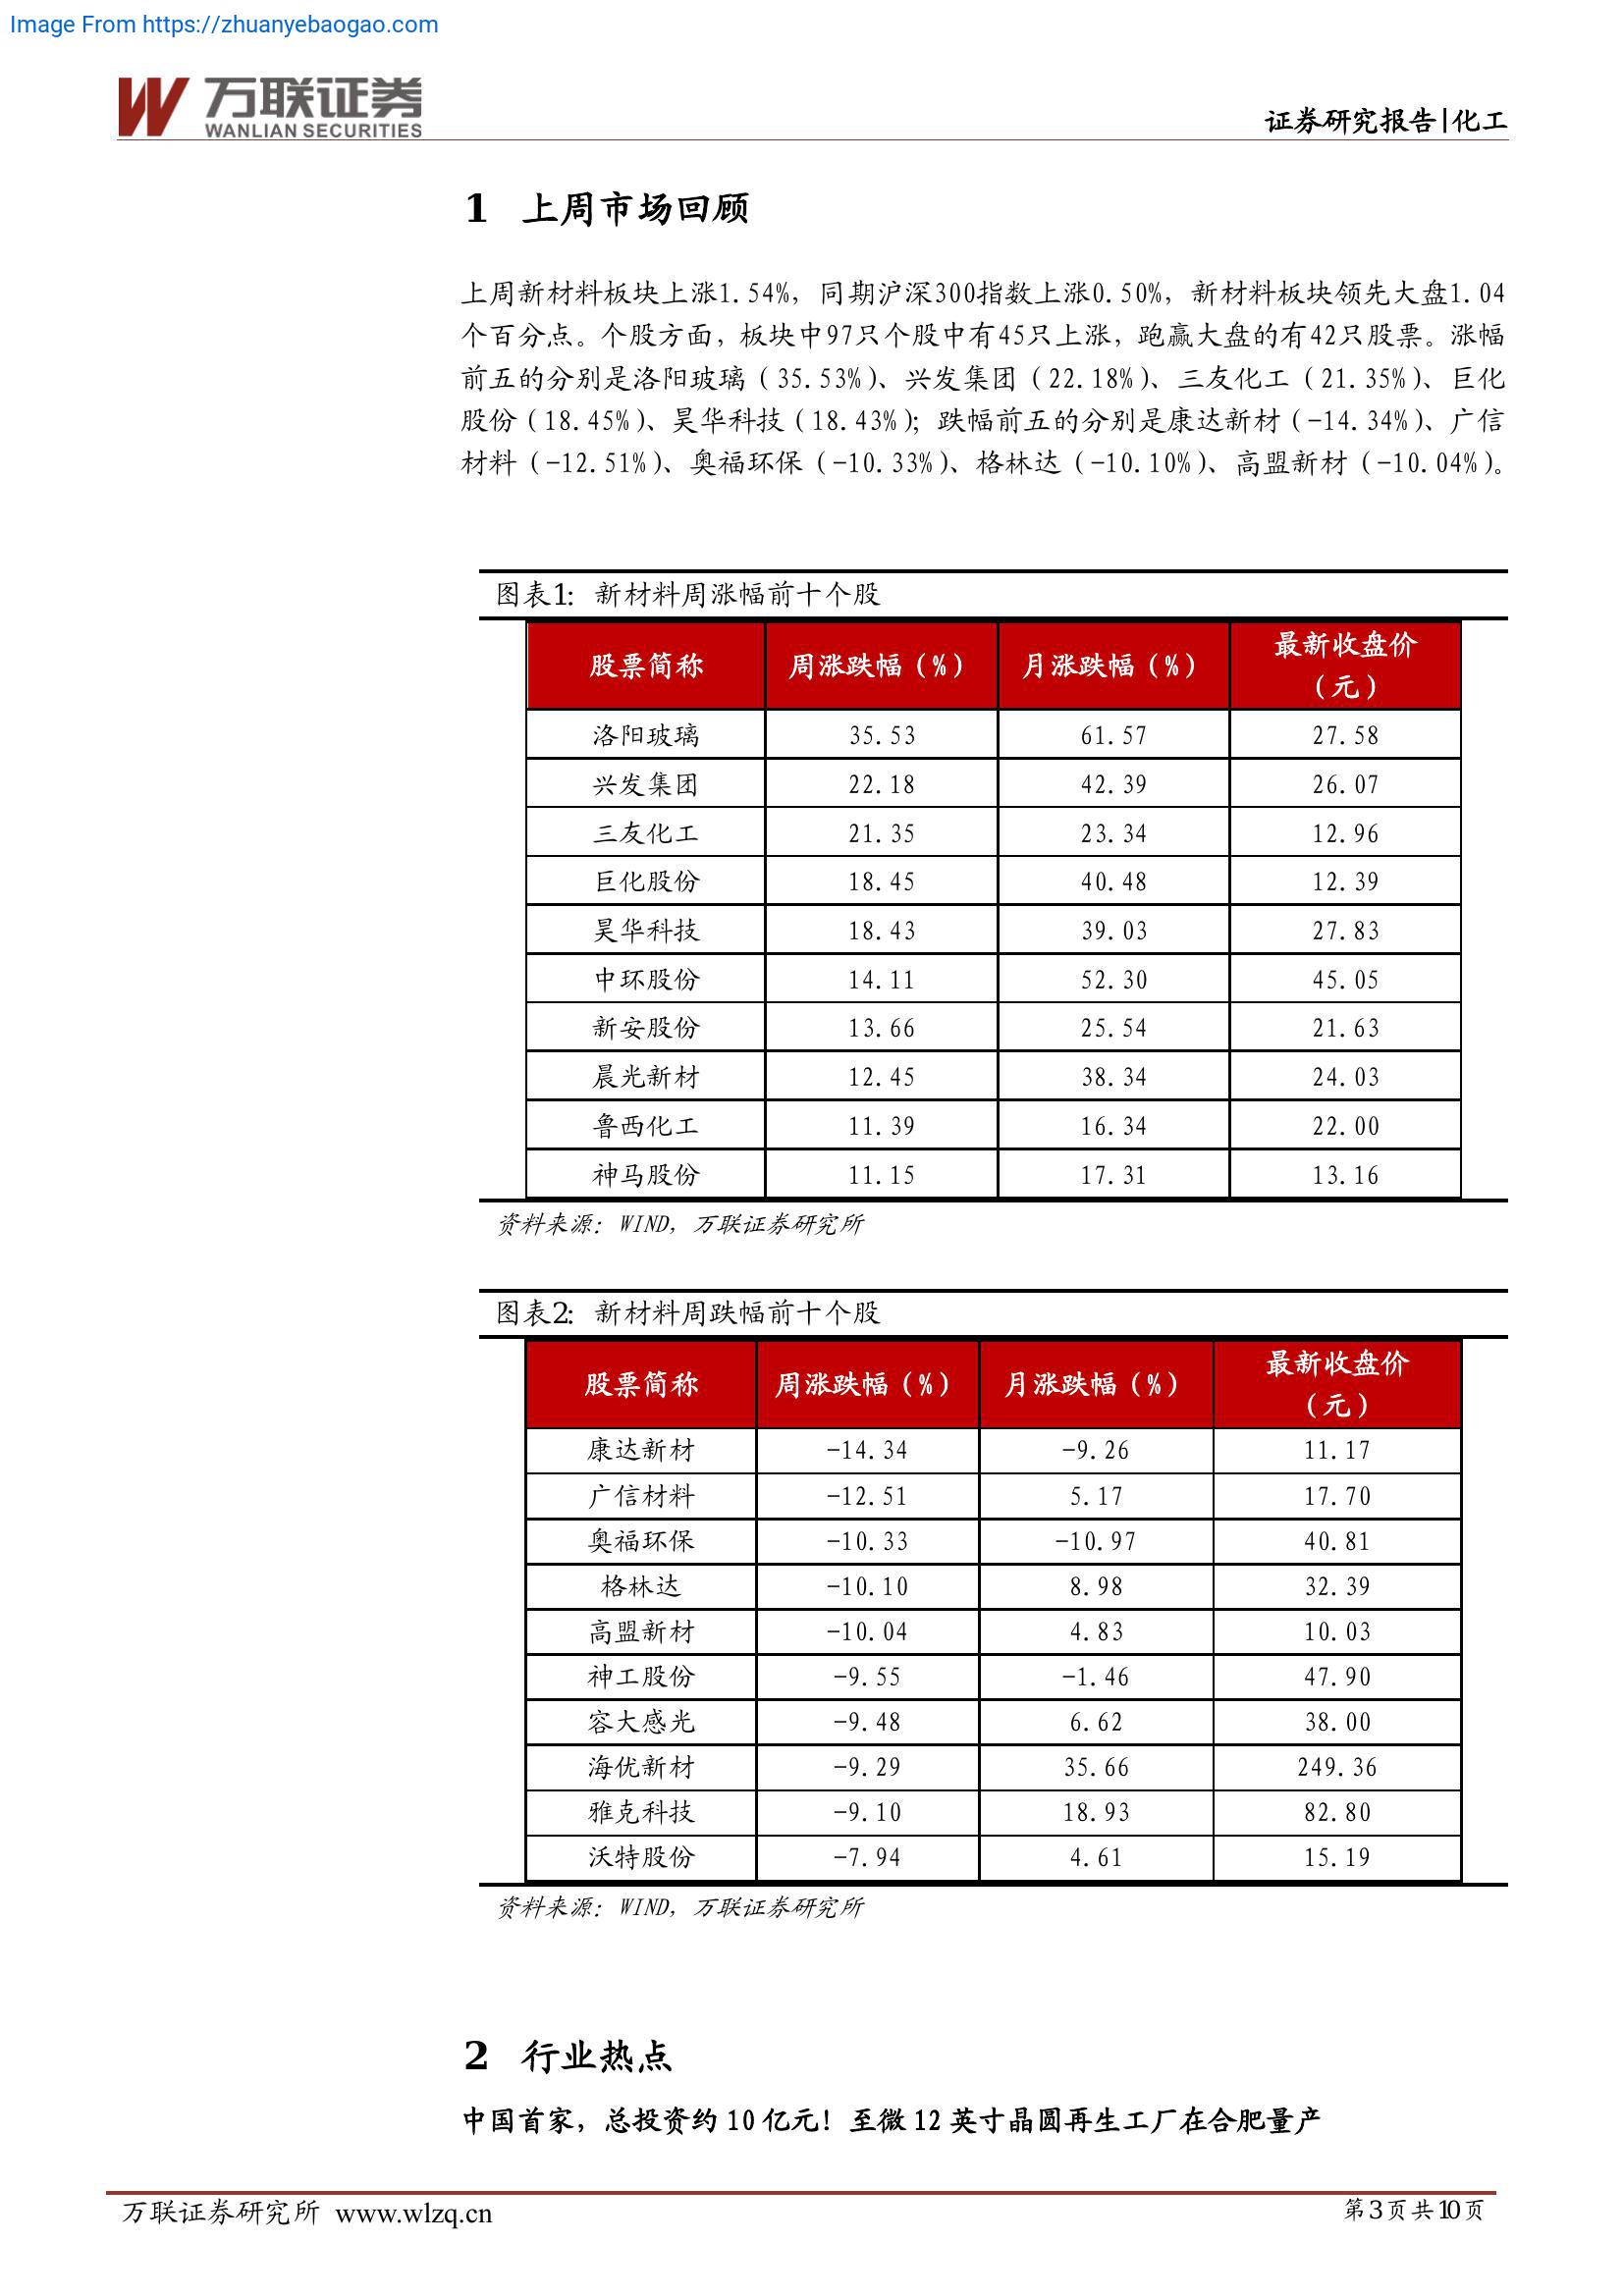 Image From https://zhuanyebaogao.com
万联证券
WANLIAN SECURITIES
证券研究报告|化工
1 上周市场回顾
上周新材料板块上涨1.54%，同期沪深300指数上涨0.50%，新材料板块领先大盘1.04
个百分点。个股方面，板块中97只个股中有45只上涨，跑赢大盘的有42只股票。涨幅
前五的分别是洛阳玻璃（35.53%）、兴发集团（22.18%）、三友化工（21.35%）、巨化
股份（18.45%）、昊华科技（18.43%）；跌幅前五的分别是康达新材（-14.34%）、广信
材料（-12.51%）、奥福环保（-10.33%）、格林达（-10.10%）、高盟新材（-10.04%）。
图表1：新材料周涨幅前十个股
股票简称 周涨跌幅（%） 月涨跌幅（%） 最新收盘价
（元）
洛阳玻璃 35.53 61.57 27.58
兴发集团 22.18 42.39 26.07
三友化工 21.35 23.34 12.96
巨化股份 18.45 40.48 12.39
昊华科技 18.43 39.03 27.83
中环股份 14.11 52.30 45.05
新安股份 13.66 25.54 21.63
晨光新材 12.45 38.34 24.03
鲁西化工 11.39 16.34 22.00
神马股份 11.15 17.31 13.16
资料来源：WIND，万联证券研究所
图表2：新材料周跌幅前十个股
股票简称 周涨跌幅（%） 月涨跌幅（%） 最新收盘价
（元）
康达新材 -14.34 -9.26 11.17
广信材料 -12.51 5.17 17.70
奥福环保 -10.33 -10.97 40.81
格林达 -10.10 8.98 32.39
高盟新材 -10.04 4.83 10.03
神工股份 -9.55 -1.46 47.90
容大感光 -9.48 6.62 38.00
海优新材 -9.29 35.66 249.36
雅克科技 -9.10 18.93 82.80
沃特股份 -7.94 4.61 15.19
资料来源：WIND，万联证券研究所
2 行业热点
中国首家，总投资约 10 亿元！至微 12 英寸晶圆再生工厂在合肥量产
万联证券研究所 www.wlzq.cn
第3页共10页